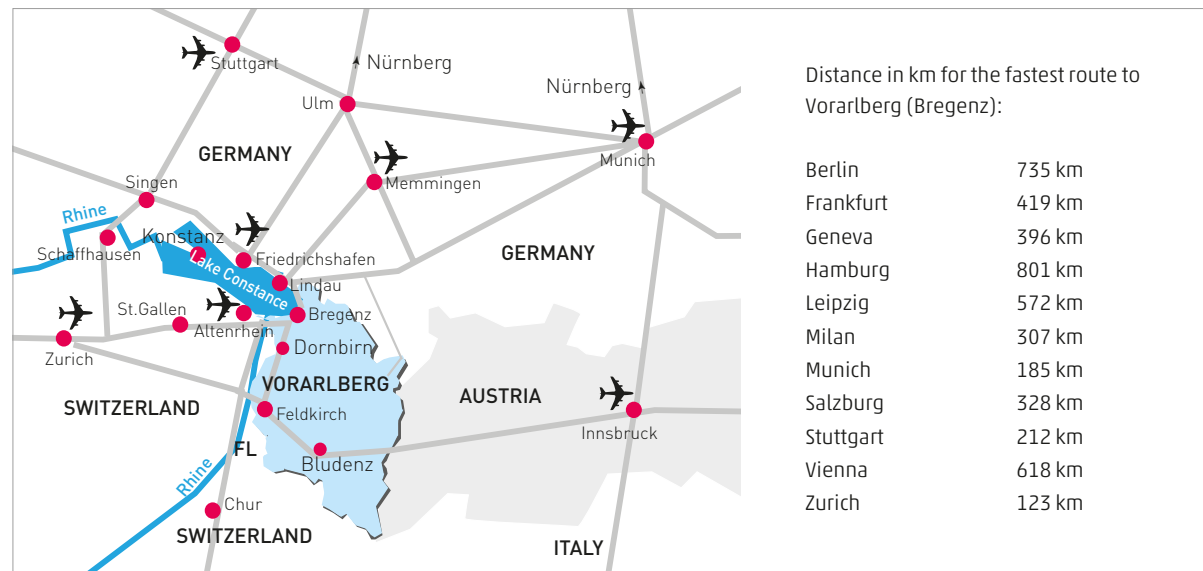 Stuttgart
Nürnberg
Nürnberg
Ulm
GERMANY
Munich
Memmingen
Singen
Rhine
Konstanz
Schaffhausen
Friedrichshafen
GERMANY
Lake Constance
Lindau
St.Gallen
Altenrhein
Bregenz
Zurich
Dornbirn
VORARLBERG
AUSTRIA
SWITZERLAND
Feldkirch
Innsbruck
FL
Bludenz
Rhine
Chur
SWITZERLAND
ITALY
Distance in km for the fastest route to
Vorarlberg (Bregenz):
Berlin 735 km
Frankfurt 419 km
Geneva 396 km
Hamburg 801 km
Leipzig 572 km
Milan 307 km
Munich 185 km
Salzburg 328 km
Stuttgart 212 km
Vienna 618 km
Zurich 123 km